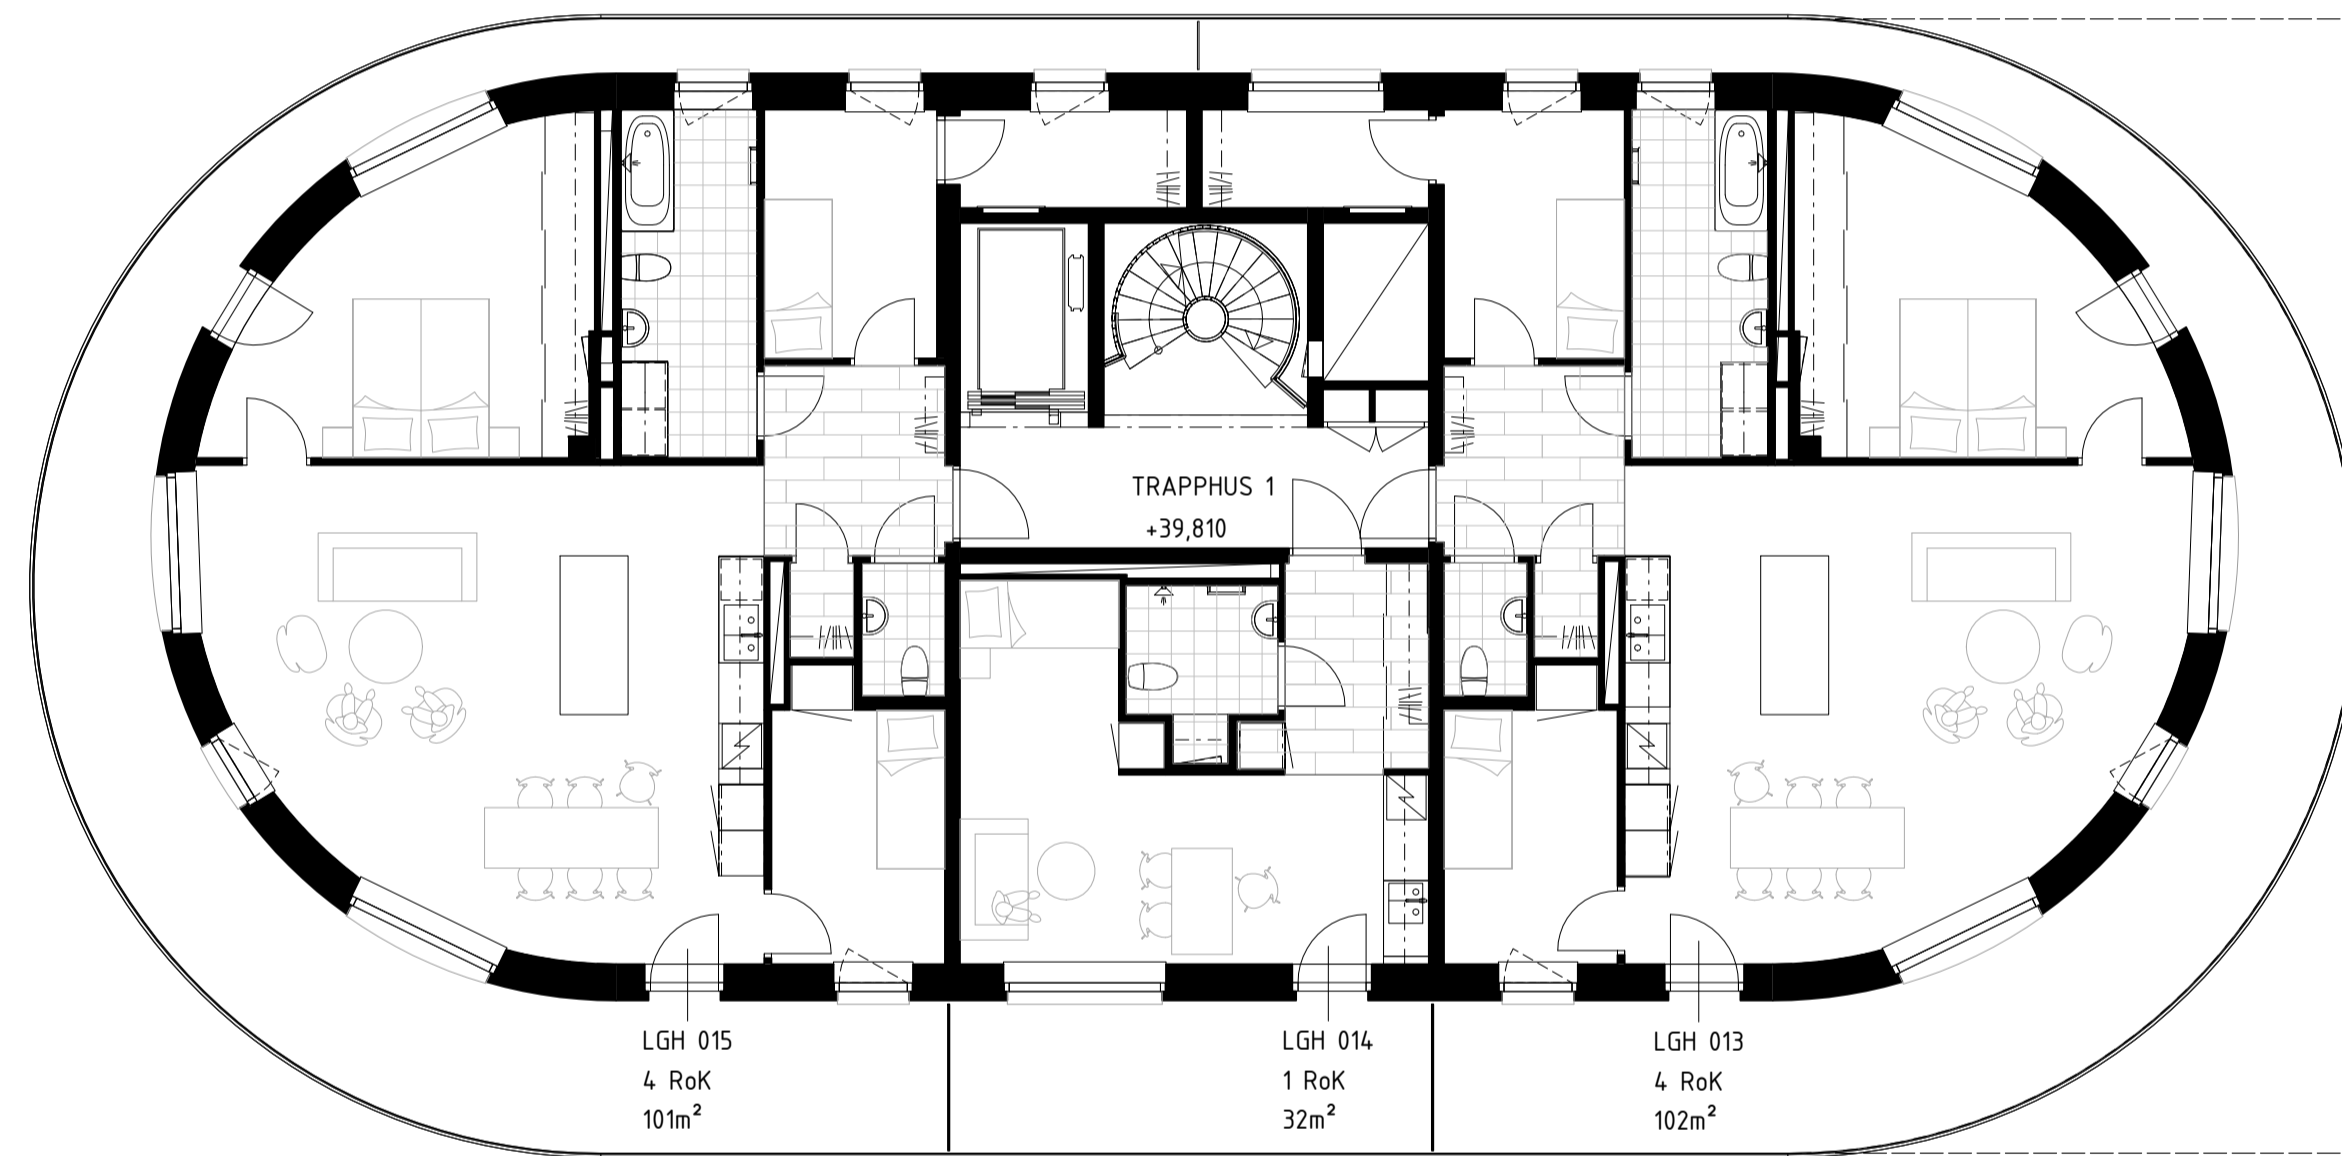 TRAPPHUS 1
+39,810
LGH 015
4 RoK
101m²
LGH 014
1 RoK
32m²
LGH 013
4 RoK
102m²